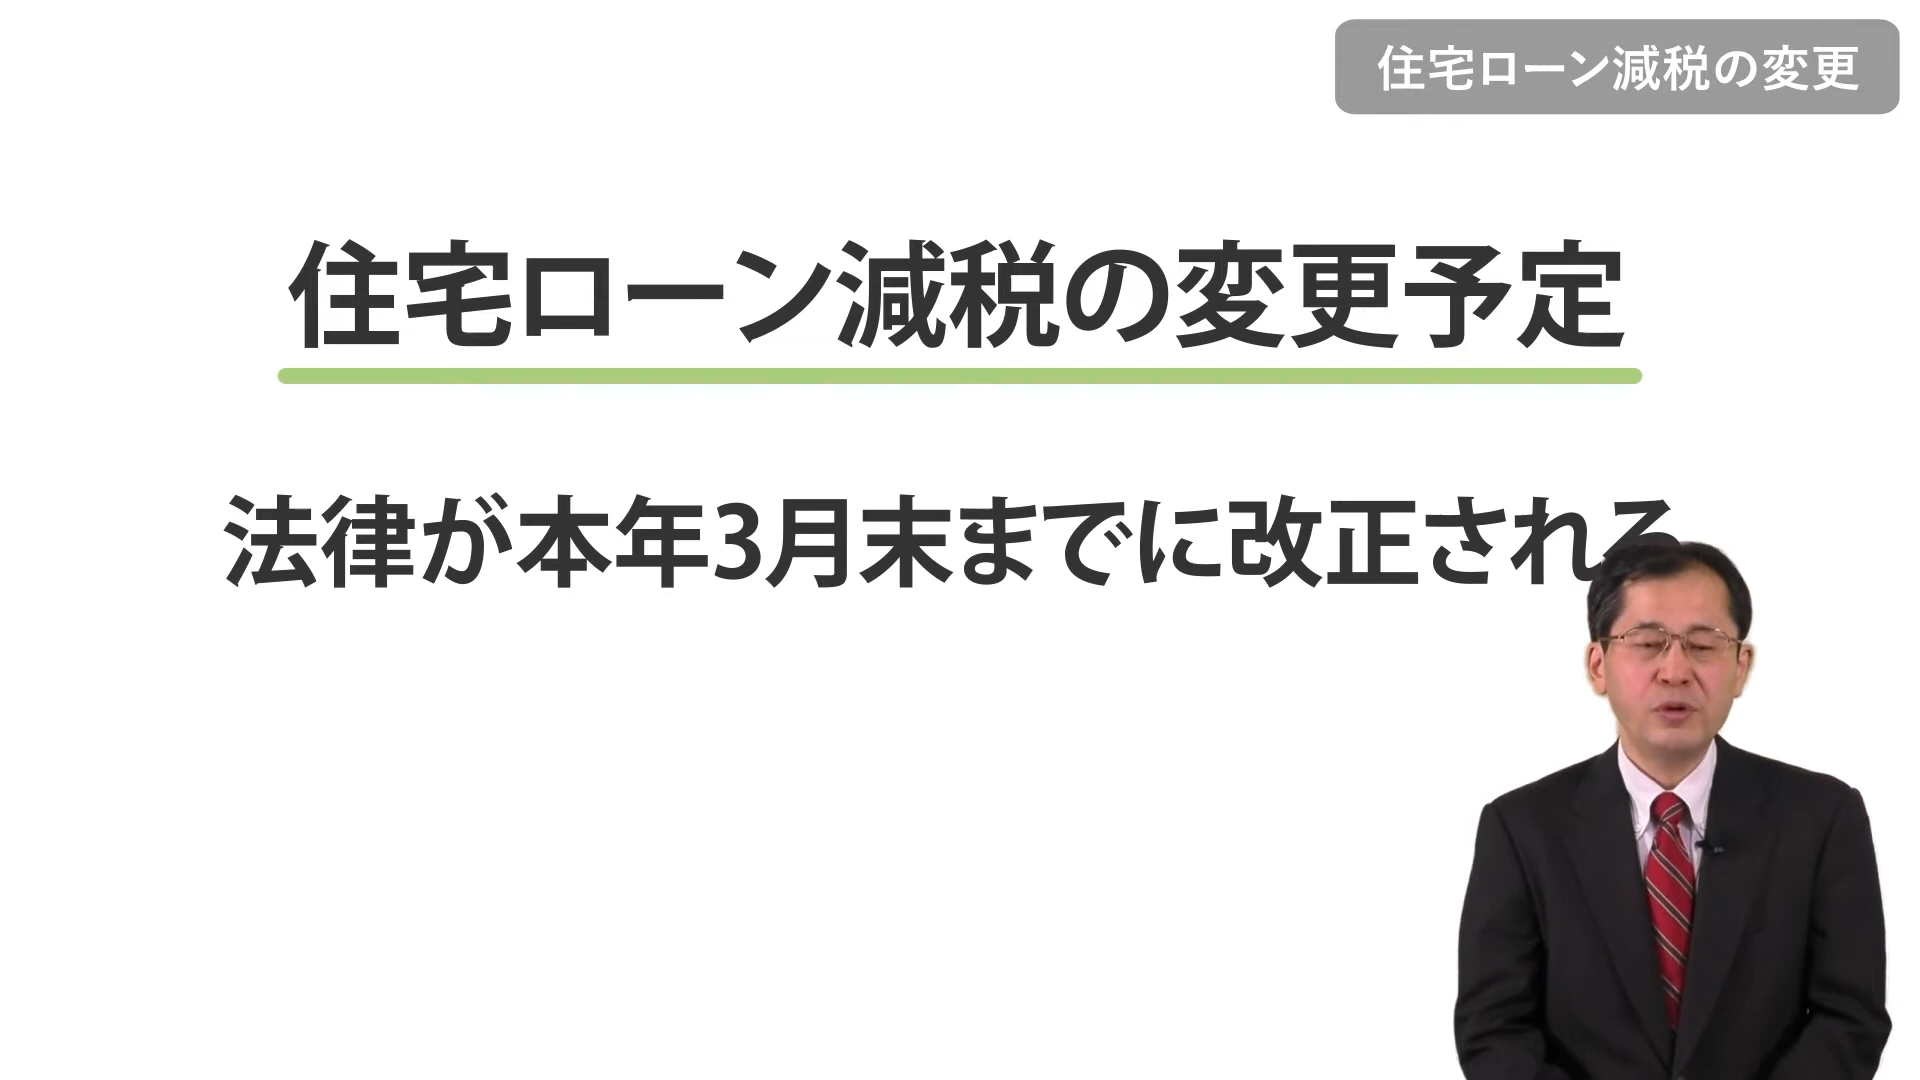 住宅ローン減税の変更
住宅ローン減税の変更予定
法律が本年3月末までに改正される